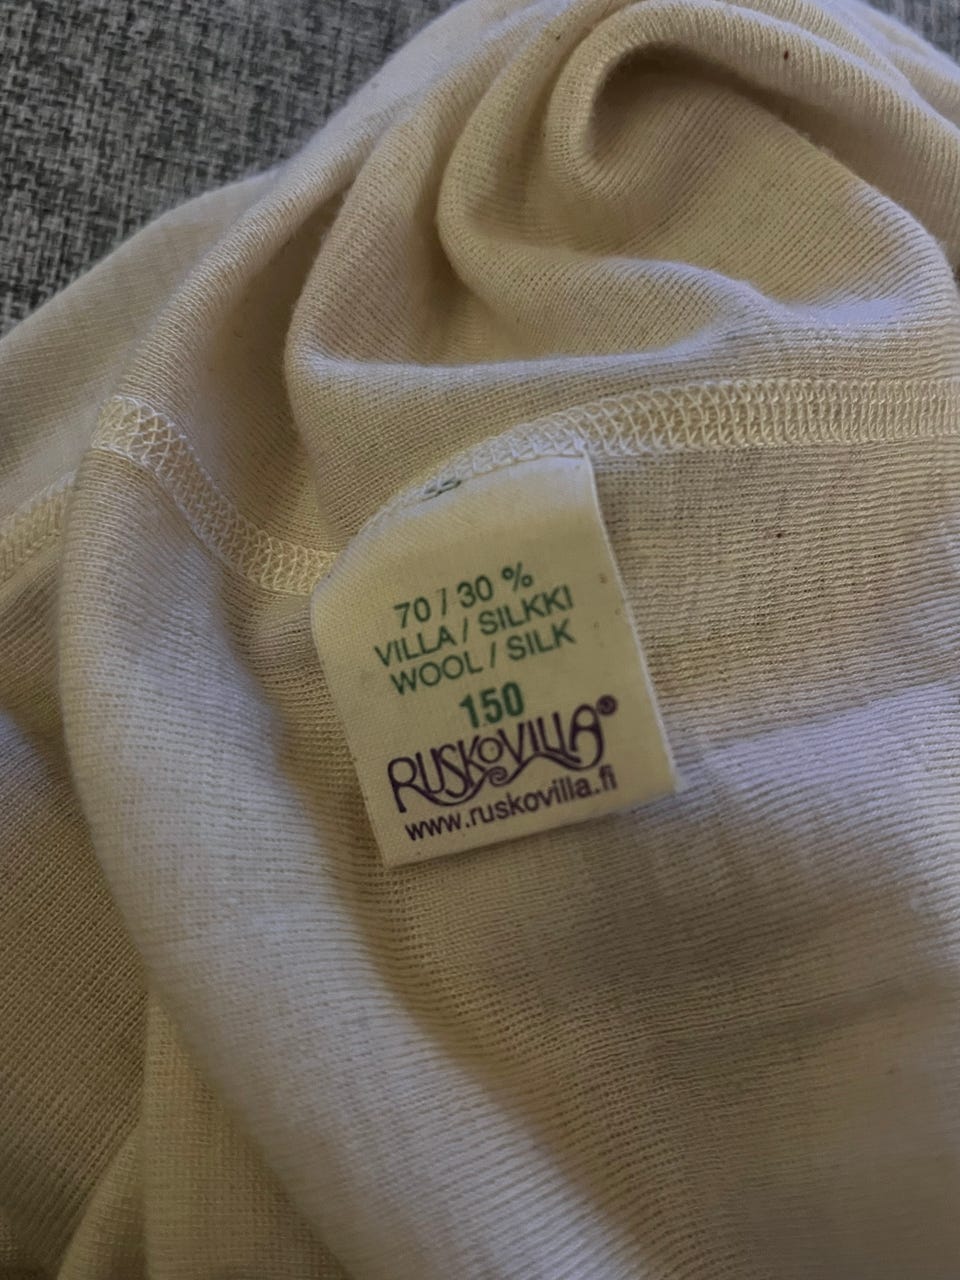 70 / 30 %
VILLA / SILKKI
WOOL / SILK
150
RUSKOVILLA®
www.ruskovilla.fi